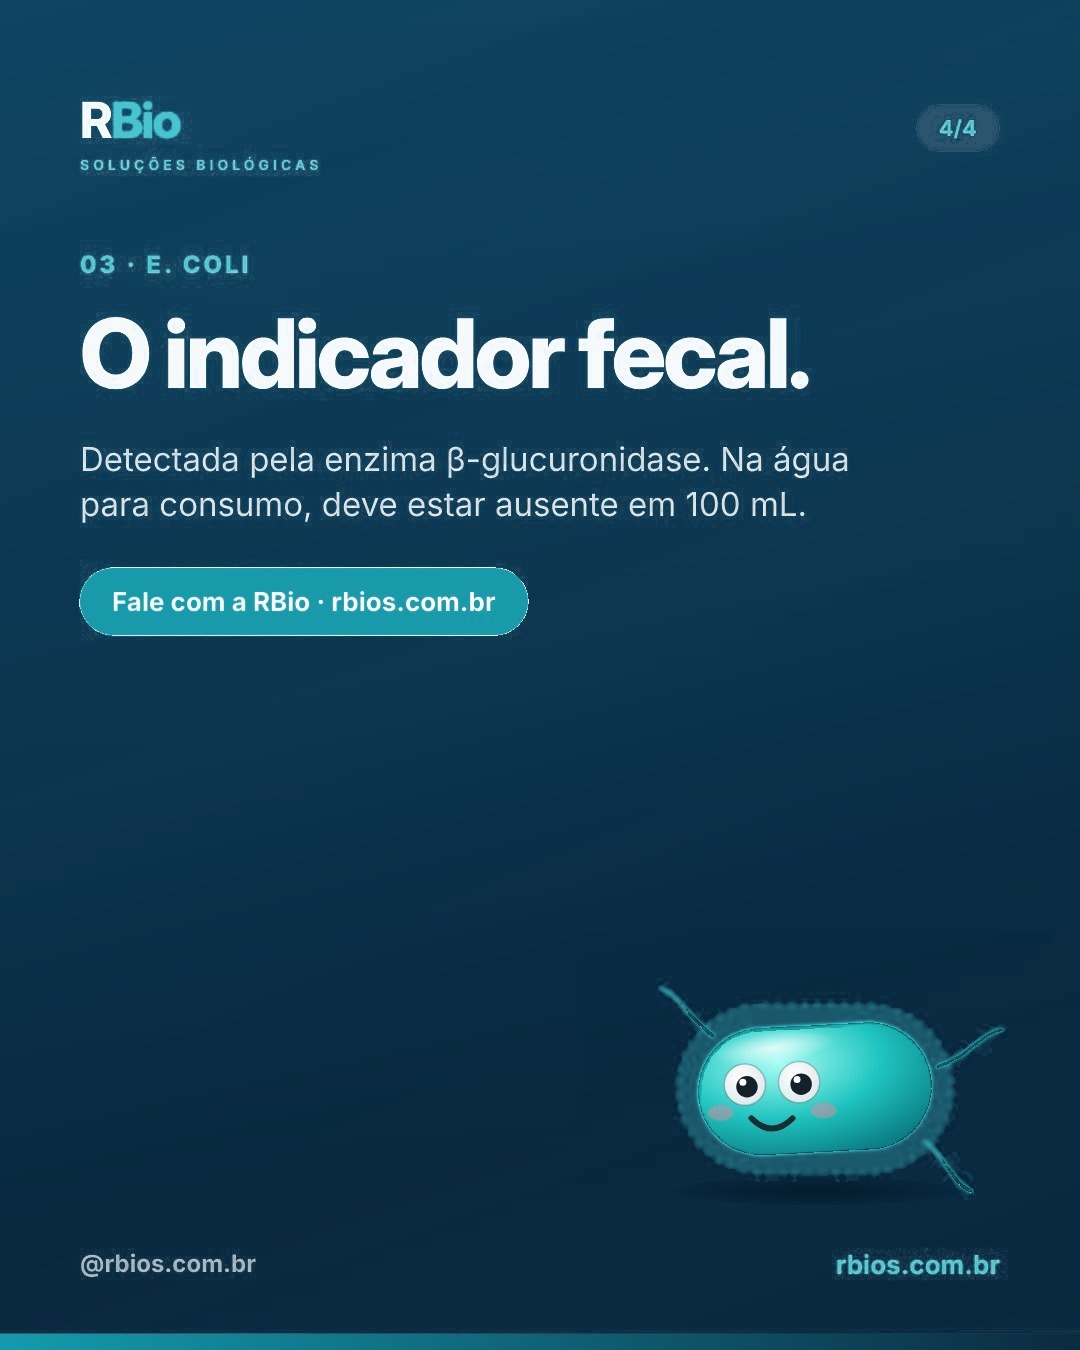 RBio
SOLUÇÕES BIOLÓGICAS
4/4
03 · E. COLI
O indicador fecal.
Detectada pela enzima β-glucuronidase. Na água
para consumo, deve estar ausente em 100 mL.
Fale com a RBio · rbios.com.br
@rbios.com.br
rbios.com.br